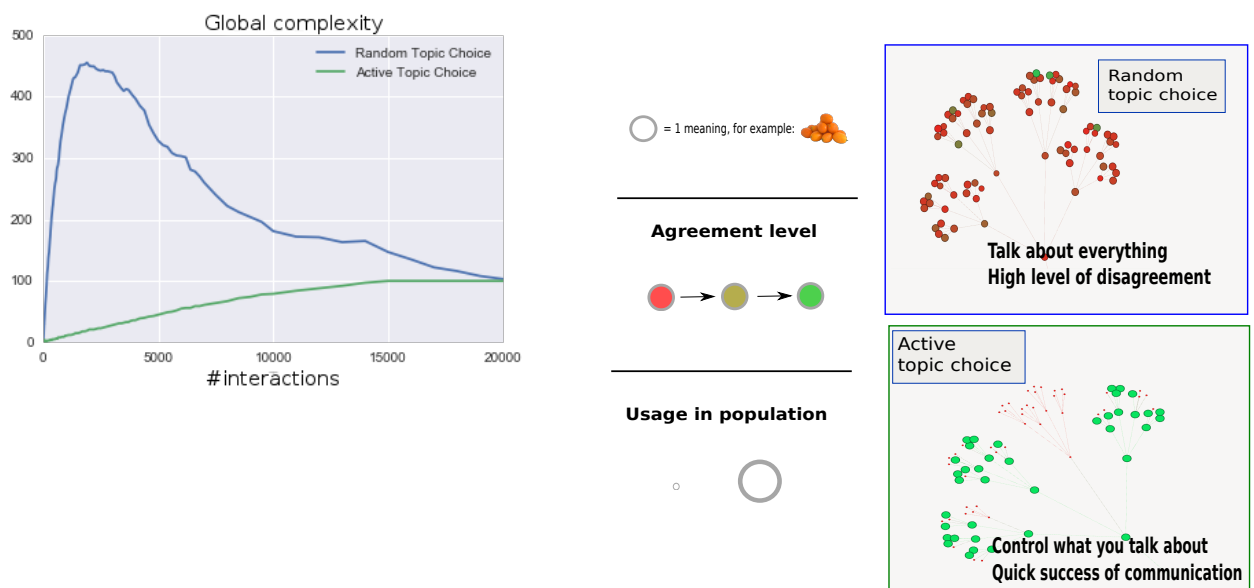 Global complexity
500
400
300
200
100
0
Random Topic Choice
Active Topic Choice
0
5000
10000
15000
20000
#interactions
= 1 meaning, for example:
Agreement level
Usage in population
Random
topic choice
Talk about everything
High level of disagreement
Active
topic choice
Control what you talk about
Quick success of communication